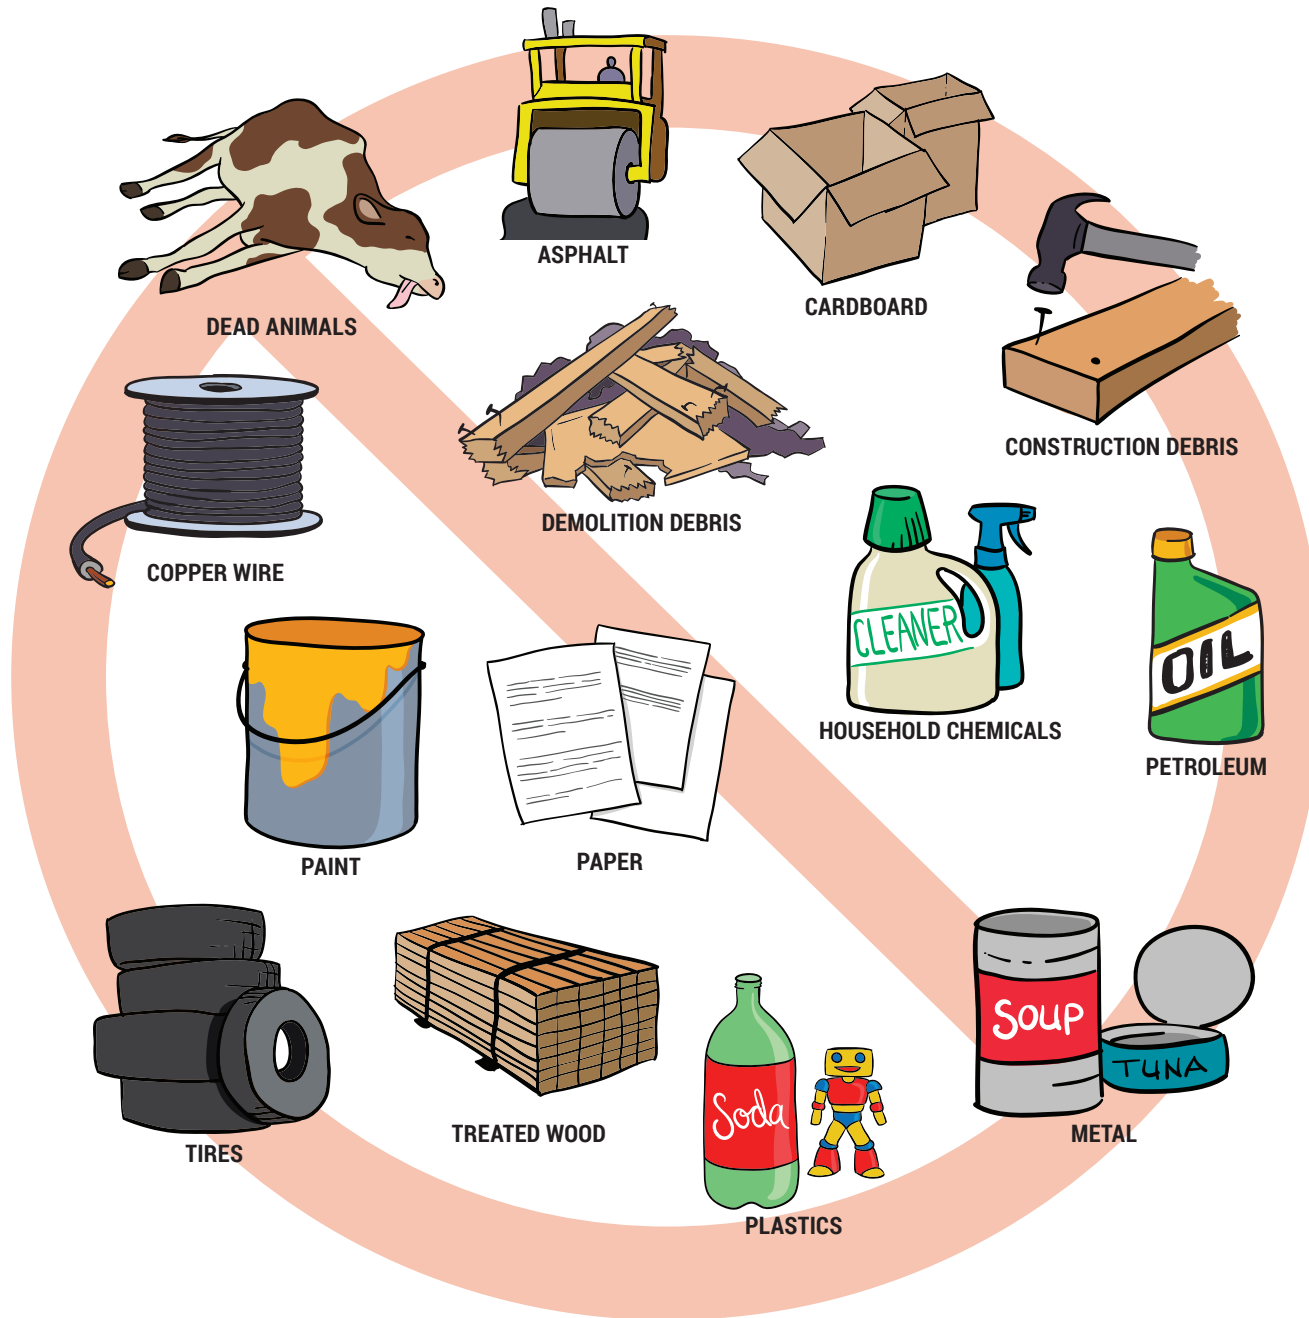 ASPHALT
CARDBOARD
DEAD ANIMALS
CONSTRUCTION DEBRIS
DEMOLITION DEBRIS
COPPER WIRE
CLEANER
OIL
HOUSEHOLD CHEMICALS
PETROLEUM
PAINT
PAPER
SOUP
TUNA
Soda
TREATED WOOD
METAL
TIRES
PLASTICS